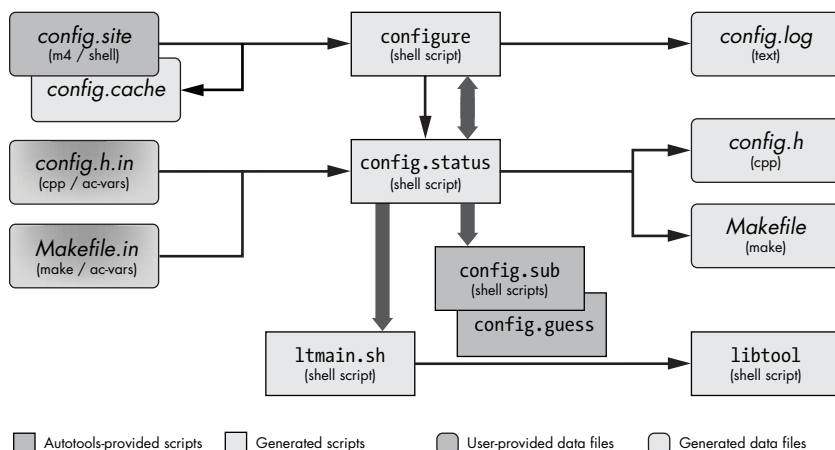 config.site
(m4 / shell)
config.cache
configure
(shell script)
config.log
(text)
config.h.in
(cpp / ac-vars)
config.status
(shell script)
config.h
(cpp)
Makefile.in
(make / ac-vars)
Makefile
(make)
config.sub
(shell scripts)
config.guess
ltmain.sh
(shell script)
libtool
(shell script)
Autotools-provided scripts
Generated scripts
User-provided data files
Generated data files